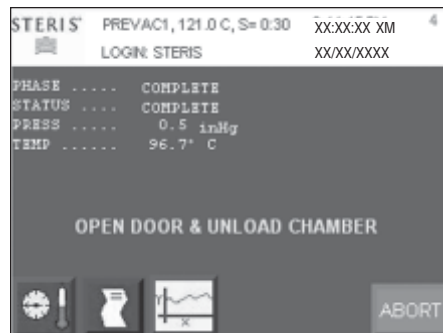 STERIS PREVAC1, 121.0 C, S= 0:30 XX:XX:XX XM 4
LOGIN: STERIS XX/XX/XXXX
PHASE ..... COMPLETE
STATUS .... COMPLETE
PRESS ..... 0.5 inHg
TEMP ...... 96.7° C
OPEN DOOR & UNLOAD CHAMBER
Y
X
ABORT